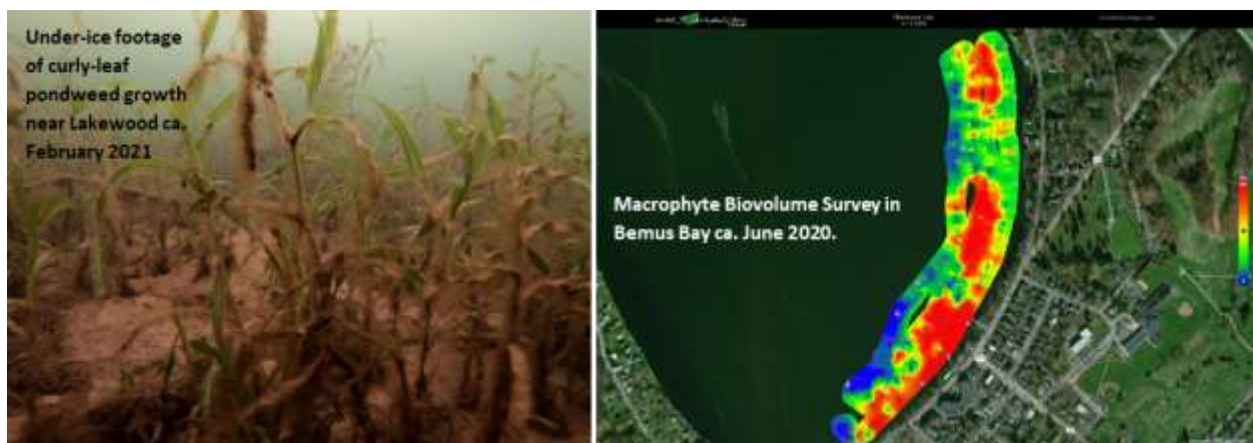 Under-ice footage
of curly-leaf
pondweed growth
near Lakewood ca.
February 2021
Macrophyte Biovolume Survey in
Bemus Bay ca. June 2020.